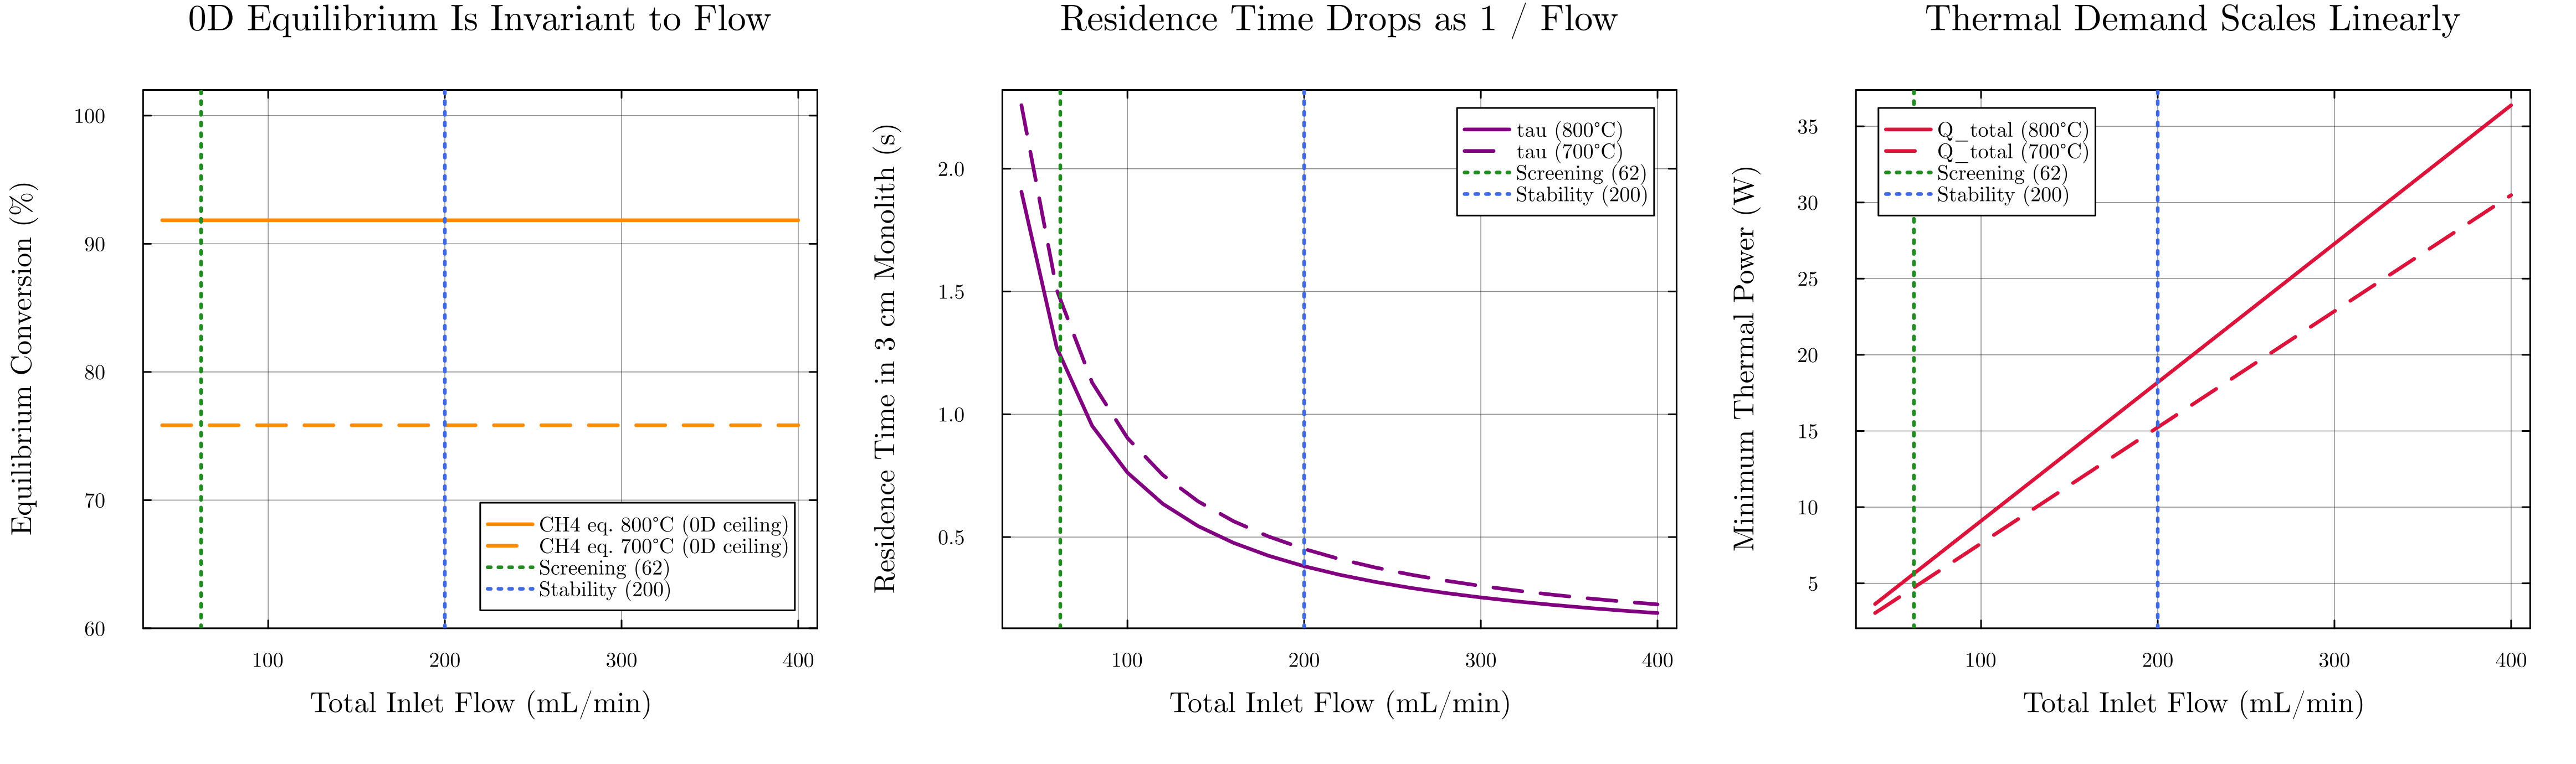 0D Equilibrium Is Invariant to Flow
Equilibrium Conversion (%)
100
90
80
70
60
CH4 eq. 800°C (0D ceiling)
CH4 eq. 700°C (0D ceiling)
Screening (62)
Stability (200)
100
200
300
400
Total Inlet Flow (mL/min)
Residence Time Drops as 1 / Flow
Residence Time in 3 cm Monolith (s)
2.0
1.5
1.0
0.5
tau (800°C)
tau (700°C)
Screening (62)
Stability (200)
100
200
300
400
Total Inlet Flow (mL/min)
Thermal Demand Scales Linearly
Minimum Thermal Power (W)
35
30
25
20
15
10
5
Q_total (800°C)
Q_total (700°C)
Screening (62)
Stability (200)
100
200
300
400
Total Inlet Flow (mL/min)